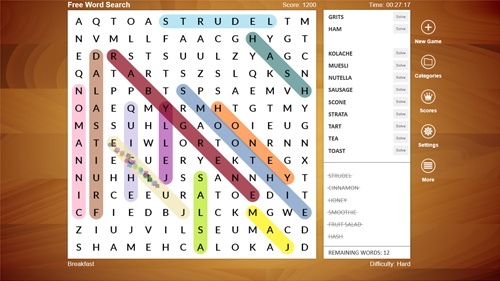 Free Word Search
Score: 1200
Time: 00:27:17
A Q T O A S T R U D E L T M
N V M L L F A A C G H Y G T
E D R S T S U U L Z Y A G C
Q A T A R T S Z S L Q K S N
N L P P B L S P S A E M V H
O A E Q M Y R M H T G T M Y
M S S U H L G A O O L E U G
A T E I W L O R T O N R N N
N I E K U E R Y E K T E G X
N U H H T J S S A N N H Y T
I R C E E U R A T O E D I T
C F I E D B J L C K M G W E
Z I U J V I L S E U M A C D
S H A M E H C A L O K A J D
GRITS Solve
HAM Solve
KOLACHE Solve
MUESLI Solve
NUTELLA Solve
SAUSAGE Solve
SCONE Solve
STRATA Solve
TART Solve
TEA Solve
TOAST Solve
STRUDEL
CINNAMON
HONEY
SMOOTHIE
FRUIT SALAD
HASH
REMAINING WORDS: 12
New Game
Categories
Scores
Settings
More
Breakfast
Difficulty: Hard